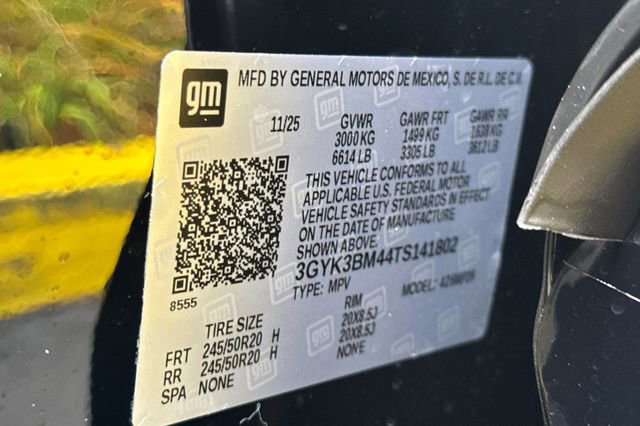 gm MFD BY GENERAL MOTORS DE MEXICO, S. DE R.L. DE C.V.
11/25 GVWR GAWR FRT GAWR RR
3000 KG 1499 KG 1638 KG
6614 LB 3305 LB 3612 LB
THIS VEHICLE CONFORMS TO ALL
APPLICABLE U.S. FEDERAL MOTOR
VEHICLE SAFETY STANDARDS IN EFFECT
ON THE DATE OF MANUFACTURE
SHOWN ABOVE.
3GYK3BM44TS141802
TYPE: MPV MODEL:
8555
TIRE SIZE RIM
FRT 245/50R20 H 20X8.5J
RR 245/50R20 H 20X8.5J
SPA NONE NONE